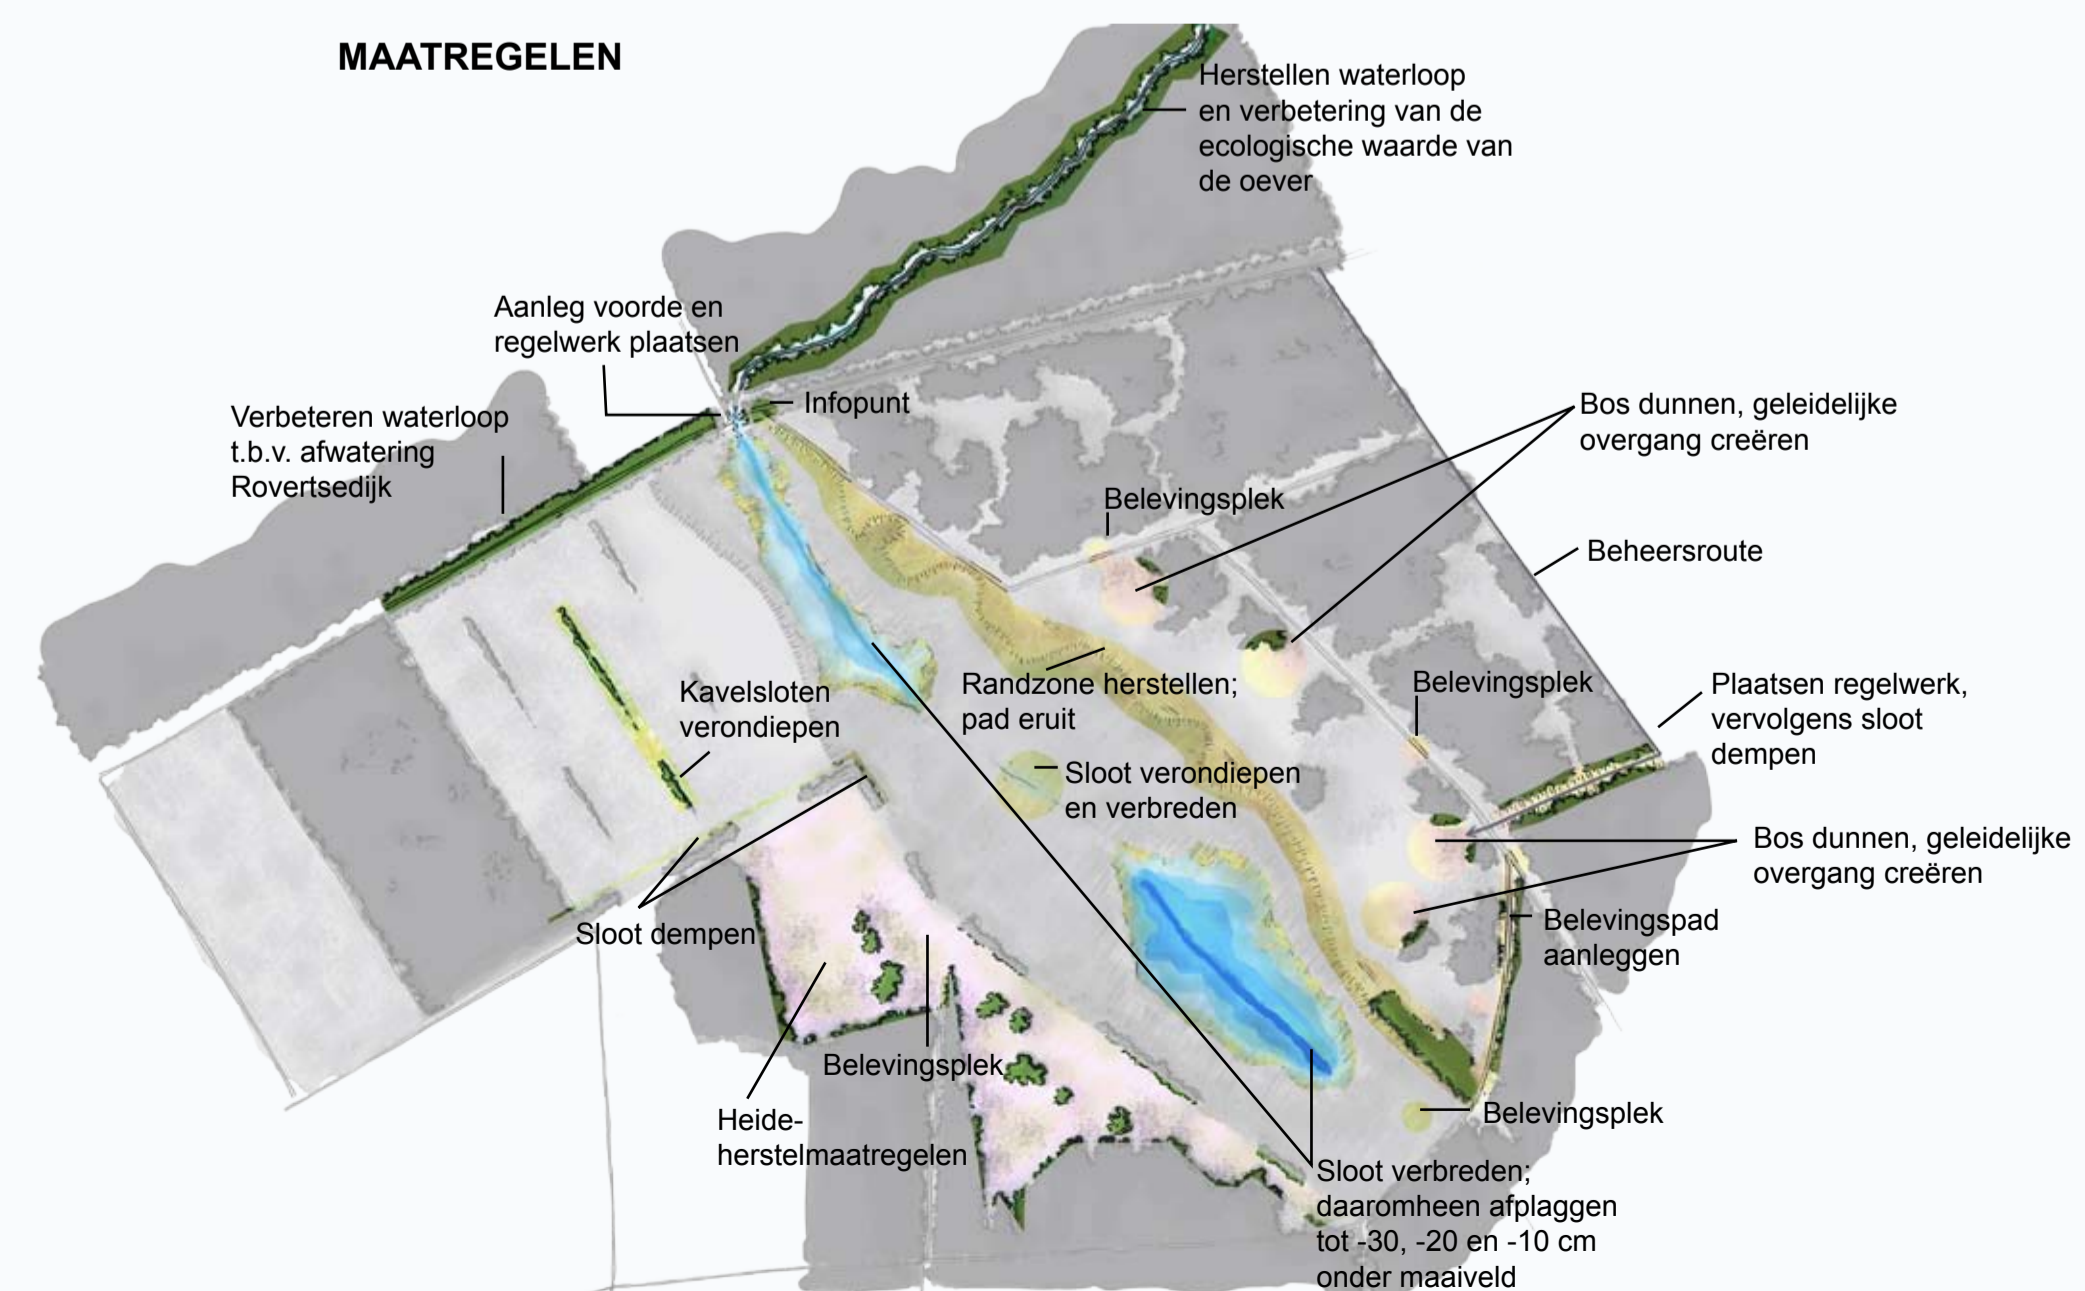 MAATREGELEN
Herstellen waterloop
en verbetering van de
ecologische waarde van
de oever
Aanleg voorde en
regelwerk plaatsen
Infopunt
Verbeteren waterloop
t.b.v. afwatering
Rovertsedijk
Bos dunnen, geleidelijke
overgang creëren
Belevingsplek
Beheersroute
Kavelsloten
verondiepen
Randzone herstellen;
pad eruit
Belevingsplek
Plaatsen regelwerk,
vervolgens sloot
dempen
Sloot verondiepen
en verbreden
Bos dunnen, geleidelijke
overgang creëren
Sloot dempen
Belevingspad
aanleggen
Belevingsplek
Heide-
herstelmaatregelen
Belevingsplek
Sloot verbreden;
daaromheen afplaggen
tot -30, -20 en -10 cm
onder maaiveld